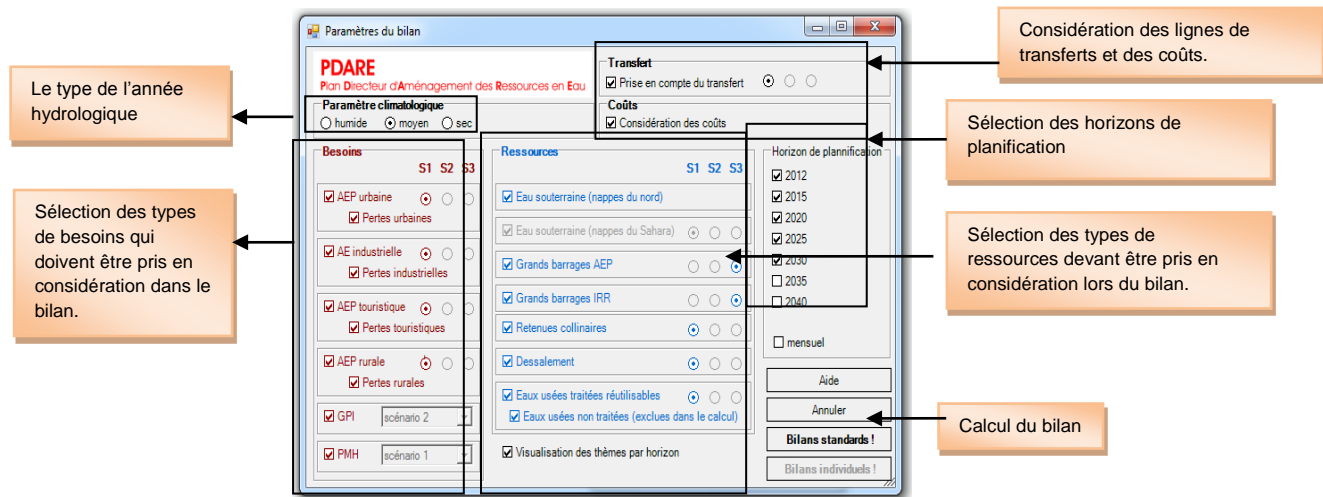 Paramètres du bilan
PDARE
Plan Directeur d'Aménagement des Ressources en Eau
Transfert
Prise en compte du transfert
Paramètre climatologique
humide moyen sec
Coûts
Considération des coûts
Besoins
S1 S2 S3
AEP urbaine
Pertes urbaines
AE industrielle
Pertes industrielles
AEP touristique
Pertes touristiques
AEP rurale
Pertes rurales
GPI scénario 2
PMH scénario 1
Ressources
S1 S2 S3
Eau souterraine (nappes du nord)
Eau souterraine (nappes du Sahara)
Grands barrages AEP
Grands barrages IRR
Retenues collinaires
Dessalement
Eaux usées traitées réutilisables
Eaux usées non traitées (exclues dans le calcul)
Visualisation des thèmes par horizon
Horizon de plannification
2012
2015
2020
2025
2030
2035
2040
mensuel
Aide
Annuler
Bilans standards !
Bilans individuels !
Le type de l'année
hydrologique
Sélection des types
de besoins qui
doivent être pris en
considération dans le
bilan.
Considération des lignes de
transferts et des coûts.
Sélection des horizons de
planification
Sélection des types de
ressources devant être pris en
considération lors du bilan.
Calcul du bilan